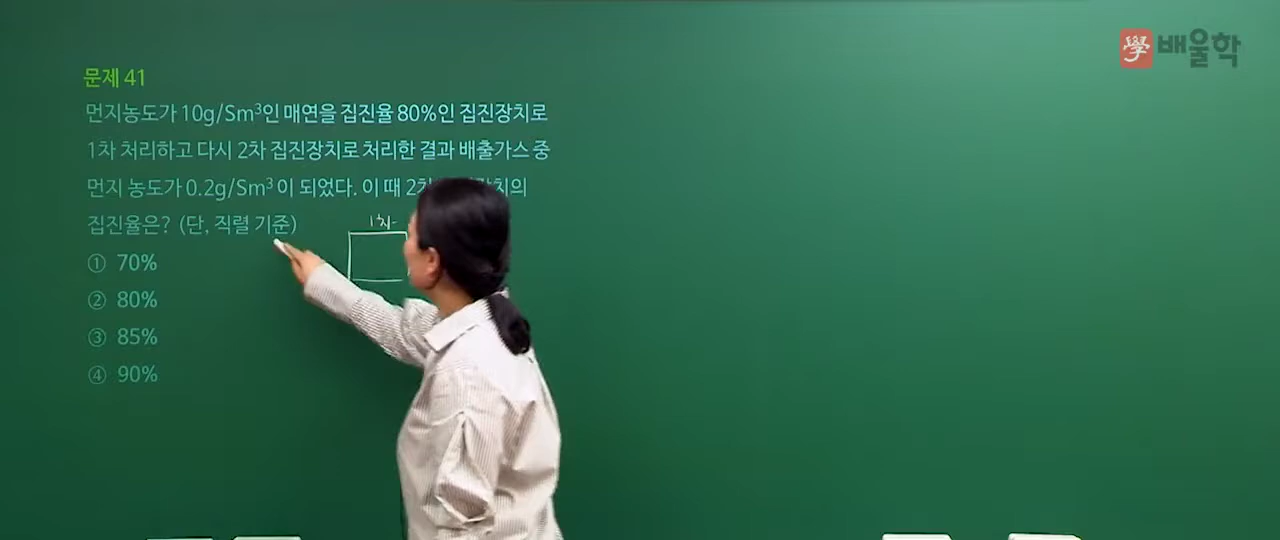 學 배울학
문제 41
먼지농도가 10g/Sm³인 매연을 집진율 80%인 집진장치로
1차 처리하고 다시 2차 집진장치로 처리한 결과 배출가스 중
먼지 농도가 0.2g/Sm³ 이 되었다. 이 때 2차 집진장치의
집진율은? (단, 직렬 기준)
1차
① 70%
② 80%
③ 85%
④ 90%